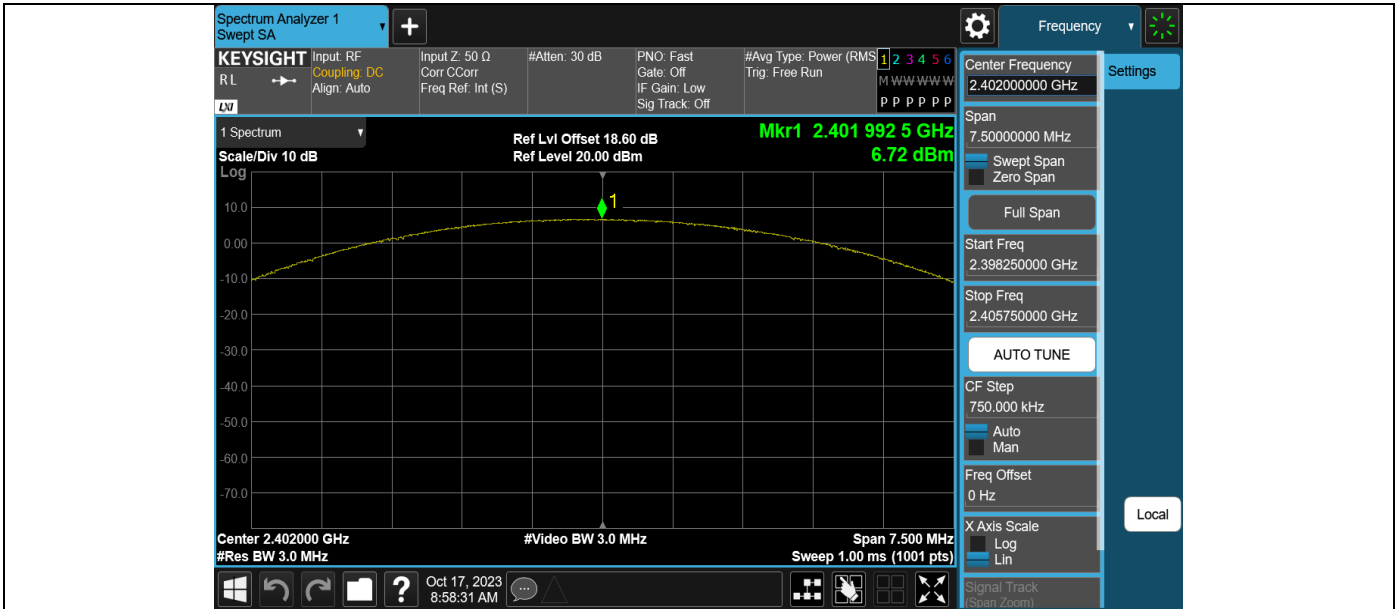 Spectrum Analyzer 1
Swept SA
+
Frequency
KEYSIGHT
RL
LXI
Input: RF
Coupling: DC
Align: Auto
Input Z: 50 Ω
Corr CCorr
Freq Ref: Int (S)
#Atten: 30 dB
PNO: Fast
Gate: Off
IF Gain: Low
Sig Track: Off
#Avg Type: Power (RMS
Trig: Free Run
1 2 3 4 5 6
M W W W W W
P P P P P P
1 Spectrum
Scale/Div 10 dB
Log
Ref Lvl Offset 18.60 dB
Ref Level 20.00 dBm
Mkr1 2.401 992 5 GHz
6.72 dBm
1
10.0
0.00
-10.0
-20.0
-30.0
-40.0
-50.0
-60.0
-70.0
Center 2.402000 GHz
#Res BW 3.0 MHz
#Video BW 3.0 MHz
Span 7.500 MHz
Sweep 1.00 ms (1001 pts)
?
Oct 17, 2023
8:58:31 AM
Center Frequency
2.402000000 GHz
Span
7.50000000 MHz
Swept Span
Zero Span
Full Span
Start Freq
2.398250000 GHz
Stop Freq
2.405750000 GHz
AUTO TUNE
CF Step
750.000 kHz
Auto
Man
Freq Offset
0 Hz
X Axis Scale
Log
Lin
Signal Track
(Span Zoom)
Settings
Local